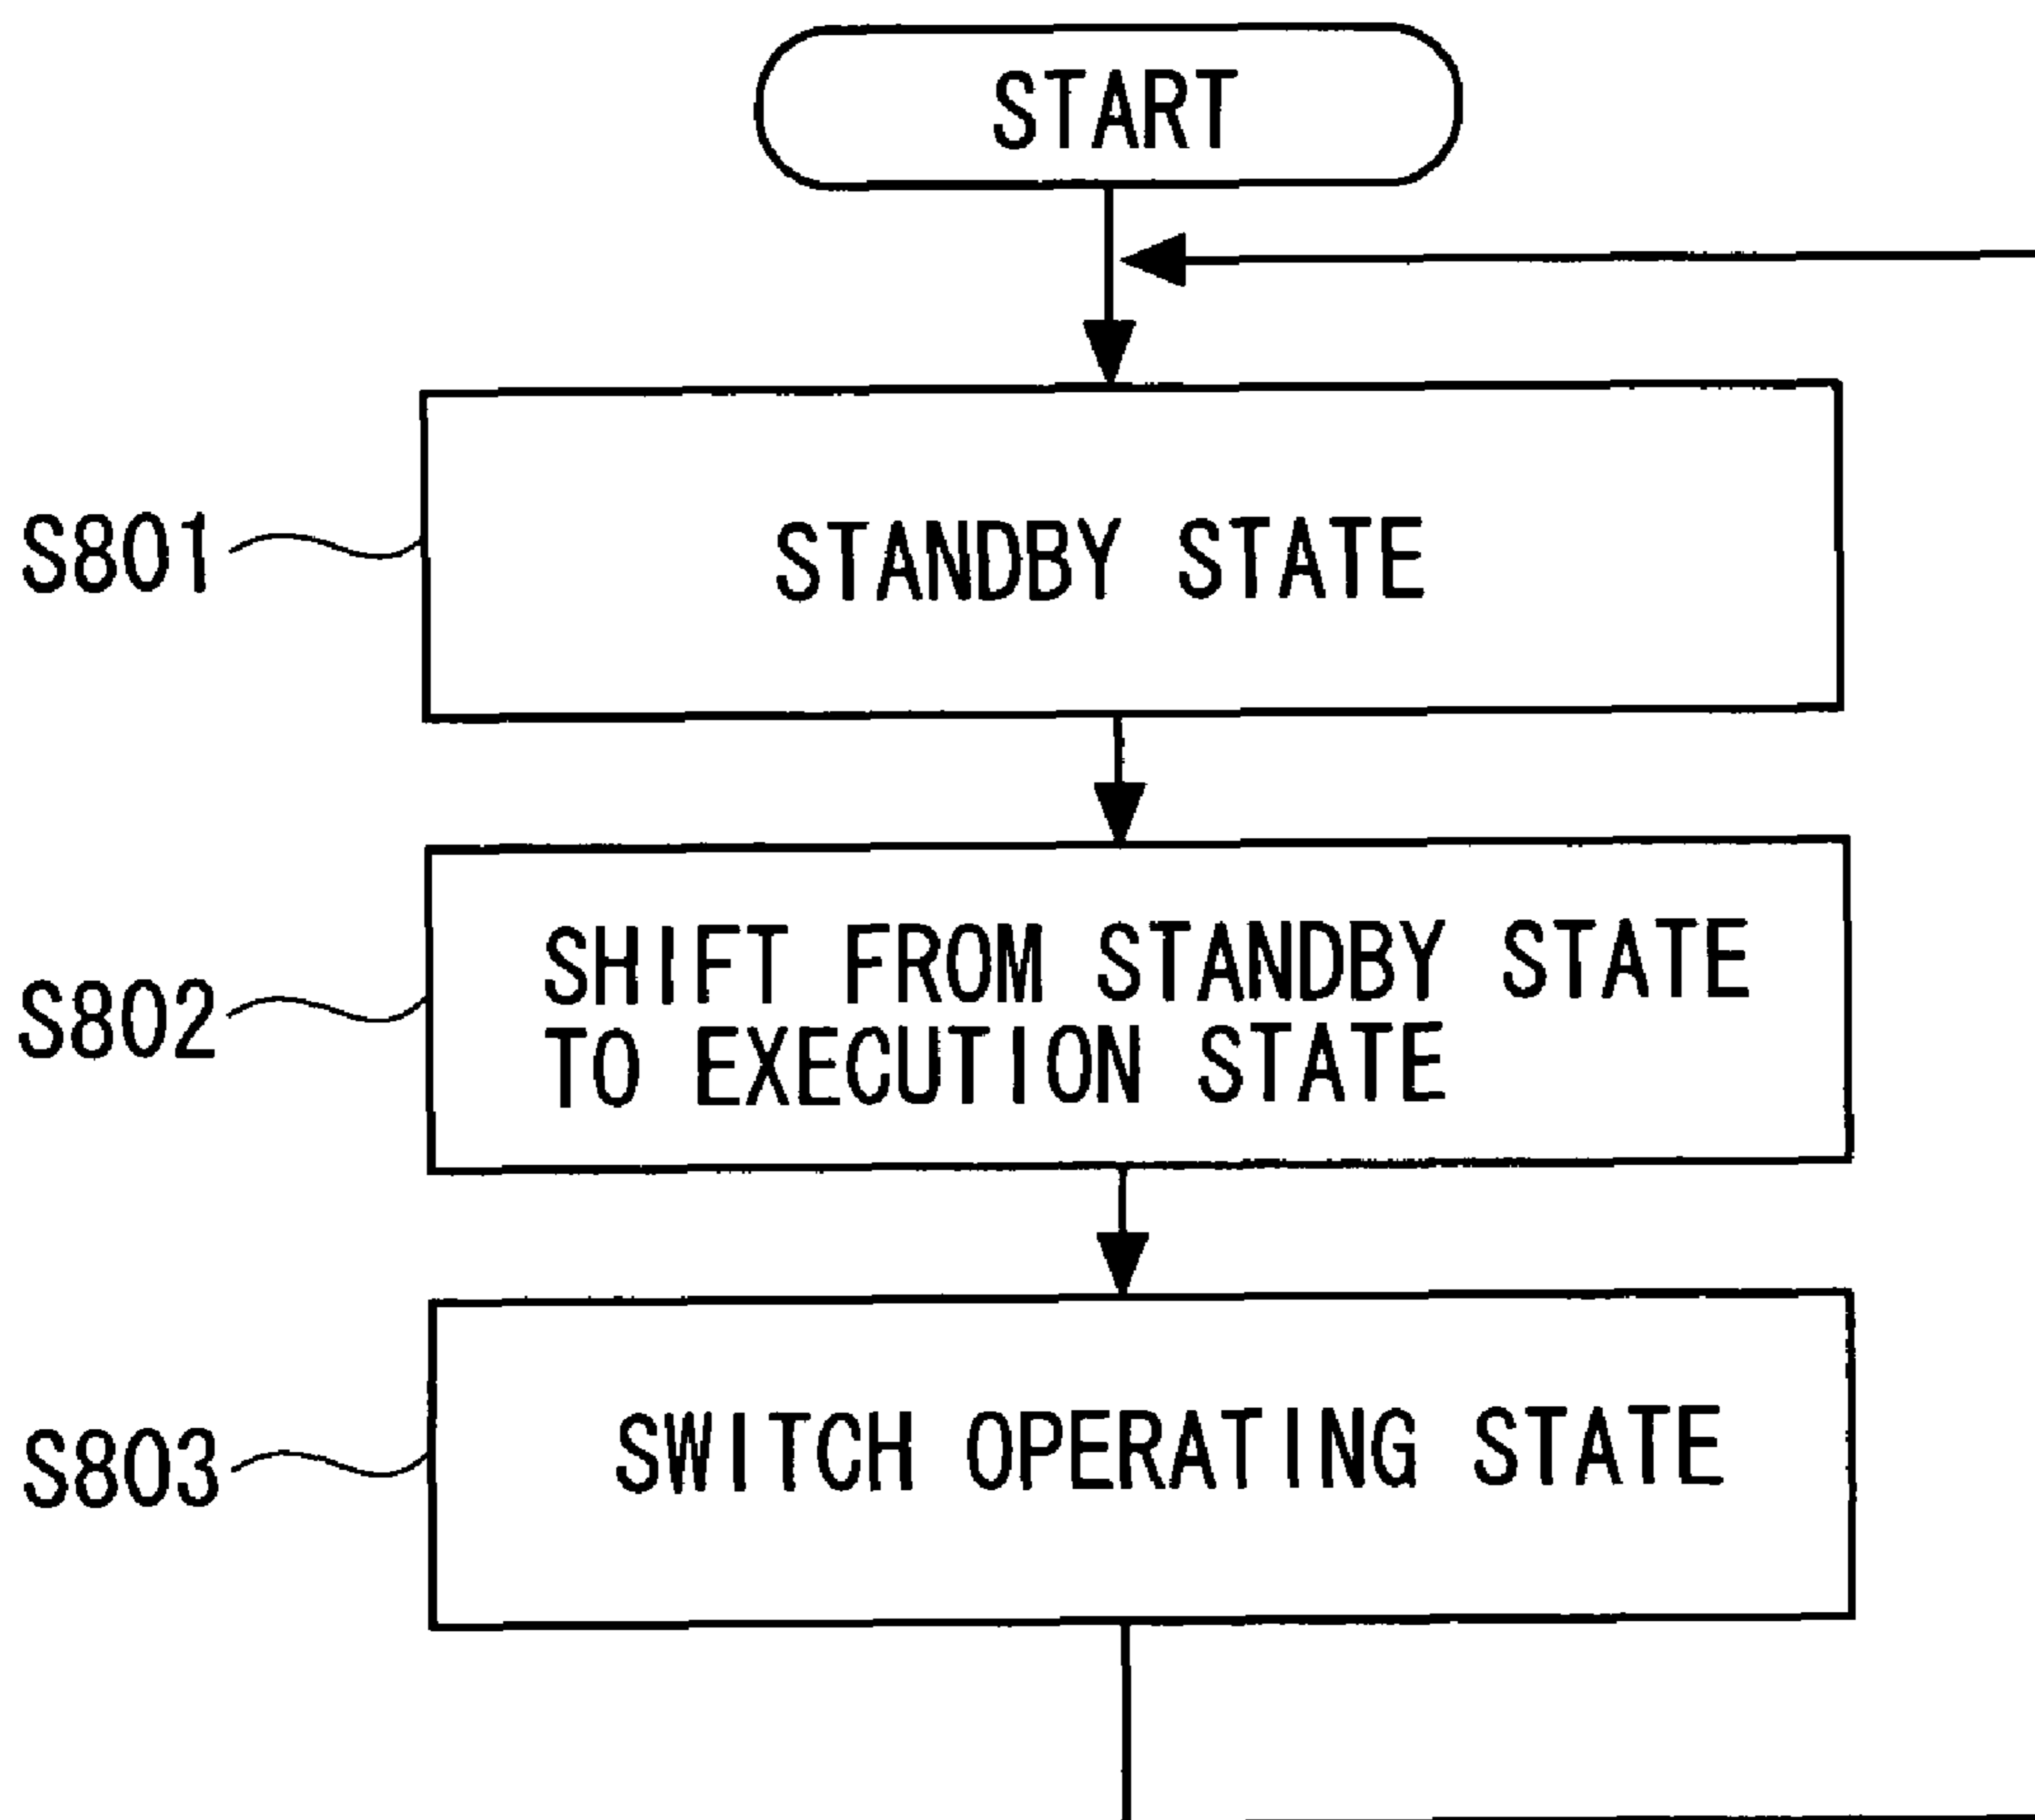 START
S801
STANDBY STATE
S802
SHIFT FROM STANDBY STATE
TO EXECUTION STATE
S803
SWITCH OPERATING STATE